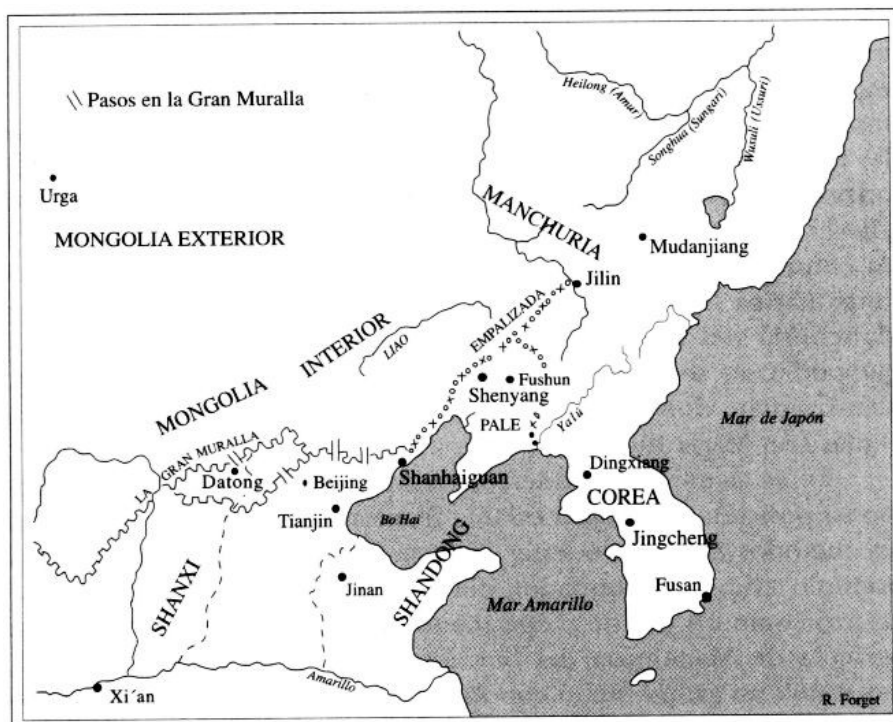 Pasos en la Gran Muralla
Heilong (Amur)
Songhua (Sungari)
Wusuli (Ussuri)
Urga
MONGOLIA EXTERIOR
MANCHURIA
Mudanjiang
Jilin
EMPALIZADA
LIAO
MONGOLIA INTERIOR
Fushun
Shenyang
PALE
Yalü
Mar de Japón
LA GRAN MURALLA
Datong
Beijing
Shanhaiguan
Dingxiang
COREA
Tianjin
Bo Hai
Jingcheng
SHANXI
Jinan
SHANDONG
Mar Amarillo
Fusan
Xi´an
Amarillo
R. Forget